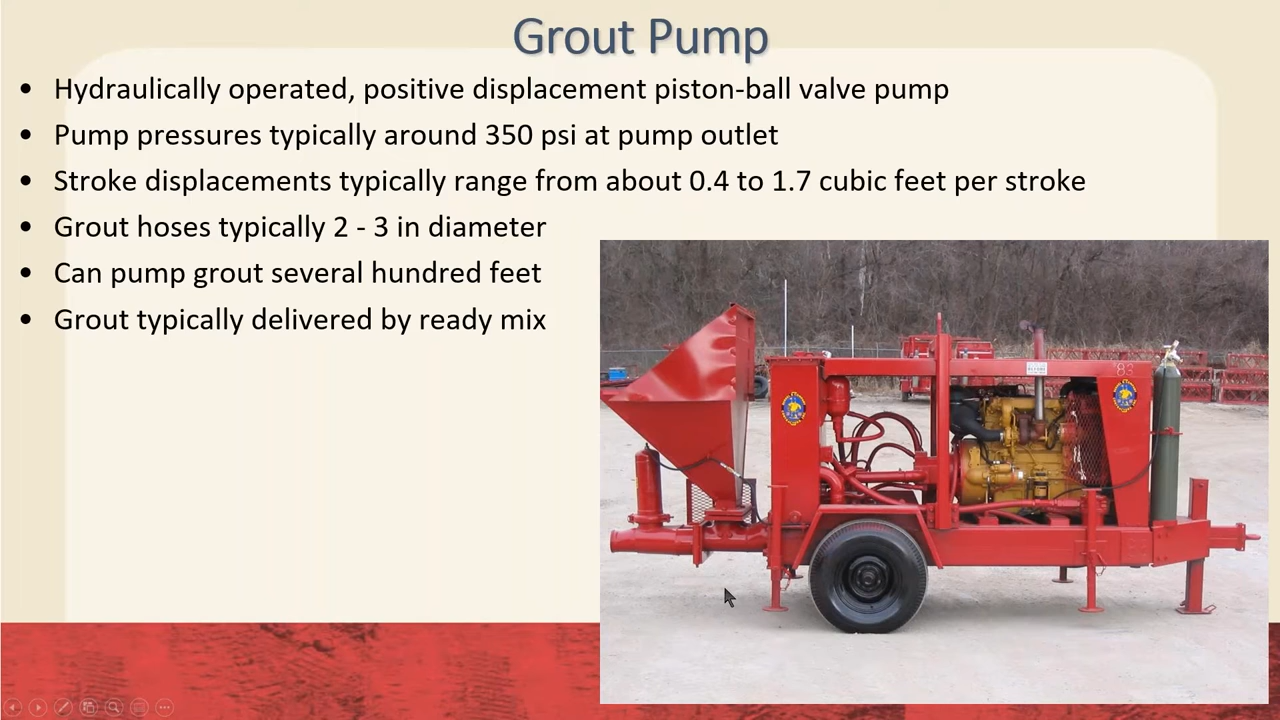 Grout Pump
• Hydraulically operated, positive displacement piston-ball valve pump
• Pump pressures typically around 350 psi at pump outlet
• Stroke displacements typically range from about 0.4 to 1.7 cubic feet per stroke
• Grout hoses typically 2 - 3 in diameter
• Can pump grout several hundred feet
• Grout typically delivered by ready mix
83